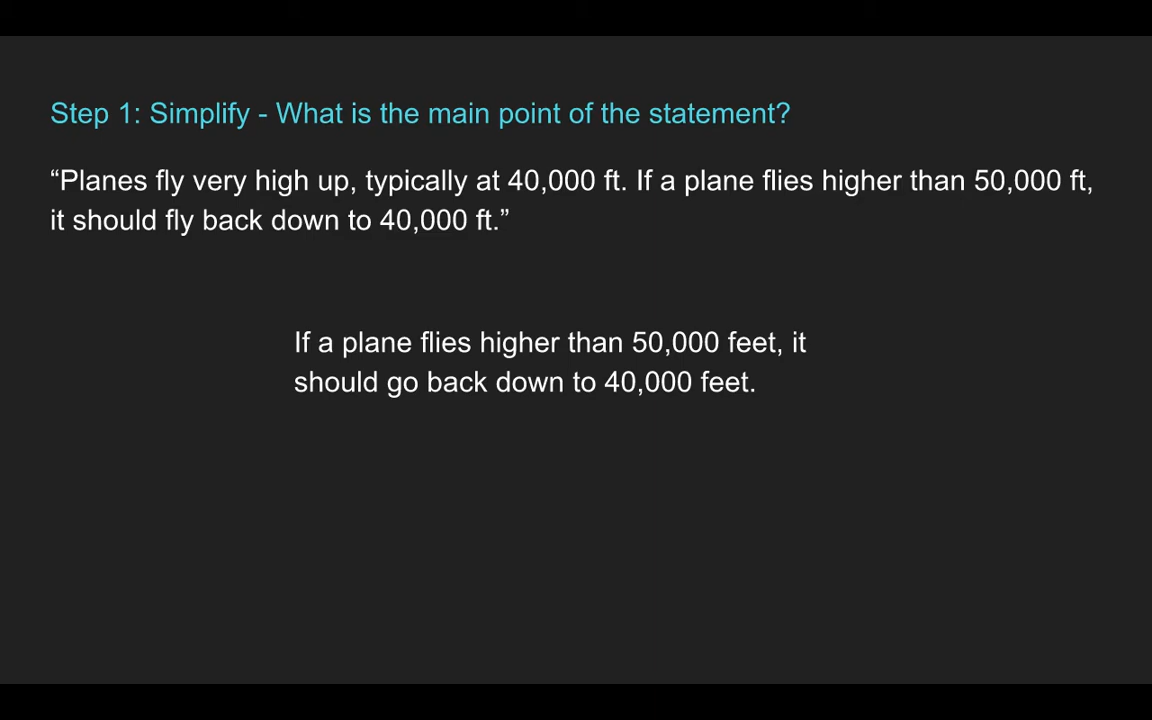 Step 1: Simplify - What is the main point of the statement?
“Planes fly very high up, typically at 40,000 ft. If a plane flies higher than 50,000 ft,
it should fly back down to 40,000 ft.”
If a plane flies higher than 50,000 feet, it
should go back down to 40,000 feet.